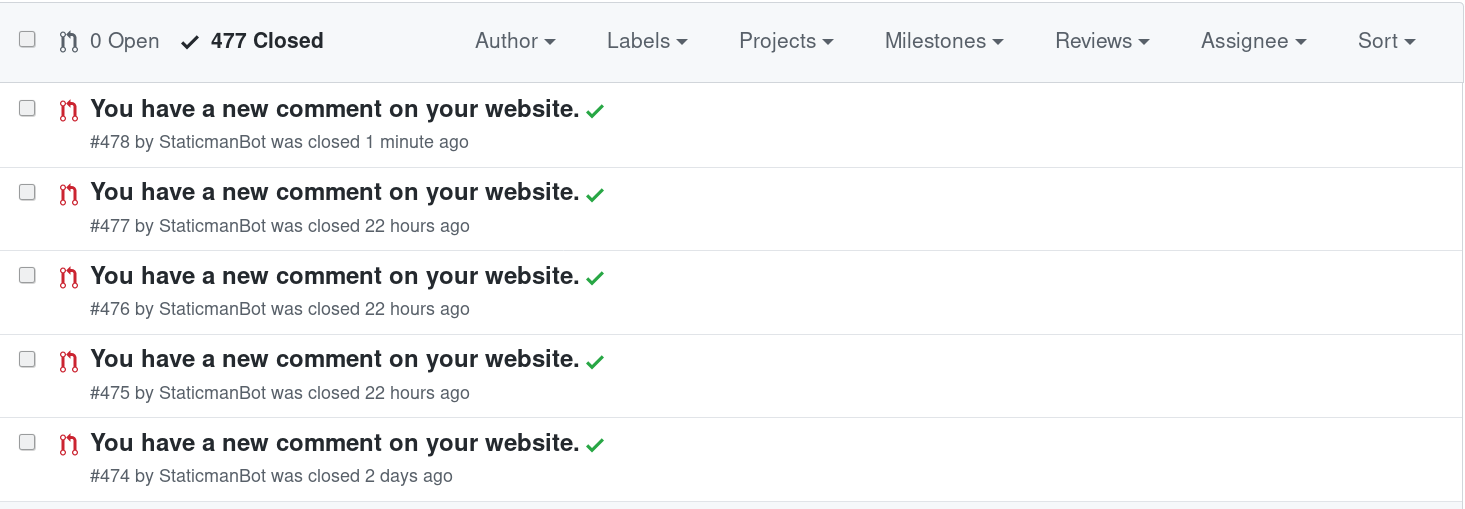 0 Open 477 Closed Author Labels Projects Milestones Reviews Assignee Sort
You have a new comment on your website.
#478 by StaticmanBot was closed 1 minute ago
You have a new comment on your website.
#477 by StaticmanBot was closed 22 hours ago
You have a new comment on your website.
#476 by StaticmanBot was closed 22 hours ago
You have a new comment on your website.
#475 by StaticmanBot was closed 22 hours ago
You have a new comment on your website.
#474 by StaticmanBot was closed 2 days ago